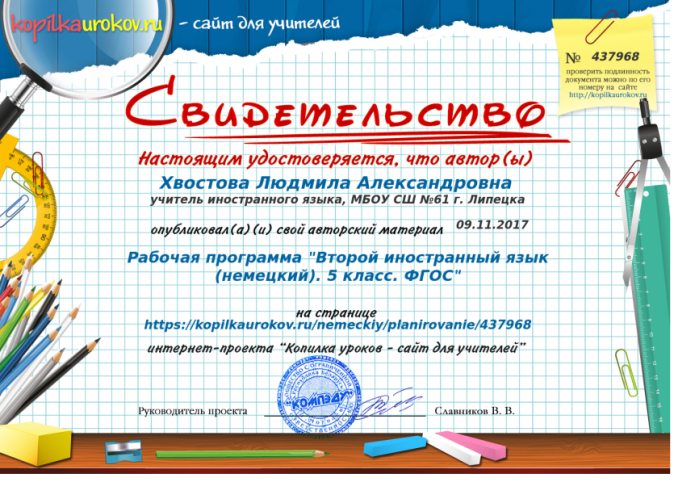 kopilkaurokov.ru - сайт для учителей
№ 437968
проверить подлинность
документа можно по его
номеру на сайте
http://kopilkaurokov.ru
Свидетельство
Настоящим удостоверяется, что автор(ы)
Хвостова Людмила Александровна
учитель иностранного языка, МБОУ СШ №61 г. Липецка
опубликовал(а)(и) свой авторский материал 09.11.2017
Рабочая программа "Второй иностранный язык
(немецкий). 5 класс. ФГОС"
на странице
https://kopilkaurokov.ru/nemeckiy/planirovanie/437968
интернет-проекта “Копилка уроков - сайт для учителей”
"КОМПЭДУ"
Руководитель проекта Славников В. В.